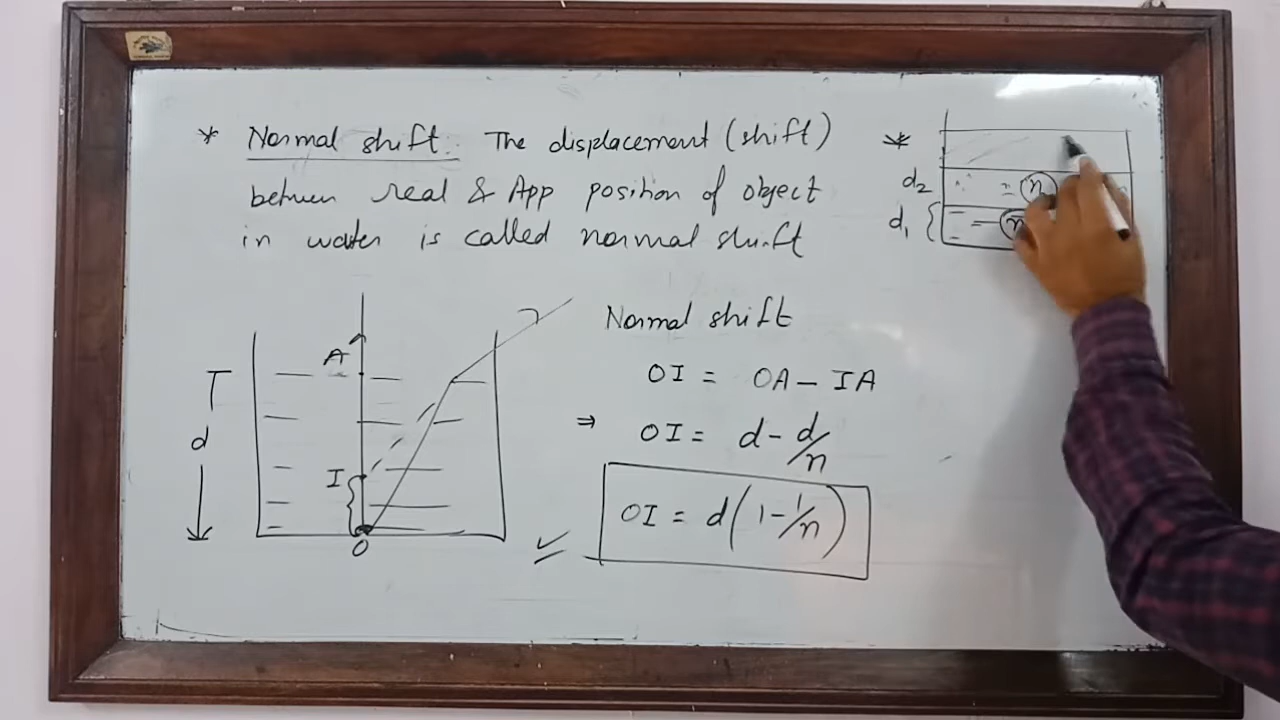 * Normal shift: The displacement (shift)
between real & App position of object
in water is called normal shift
*
d2 = n
d1 { = n
Normal shift
A
OI = OA - IA
d
⇒ OI = d - d/n
I
OI = d(1 - 1/n)
O